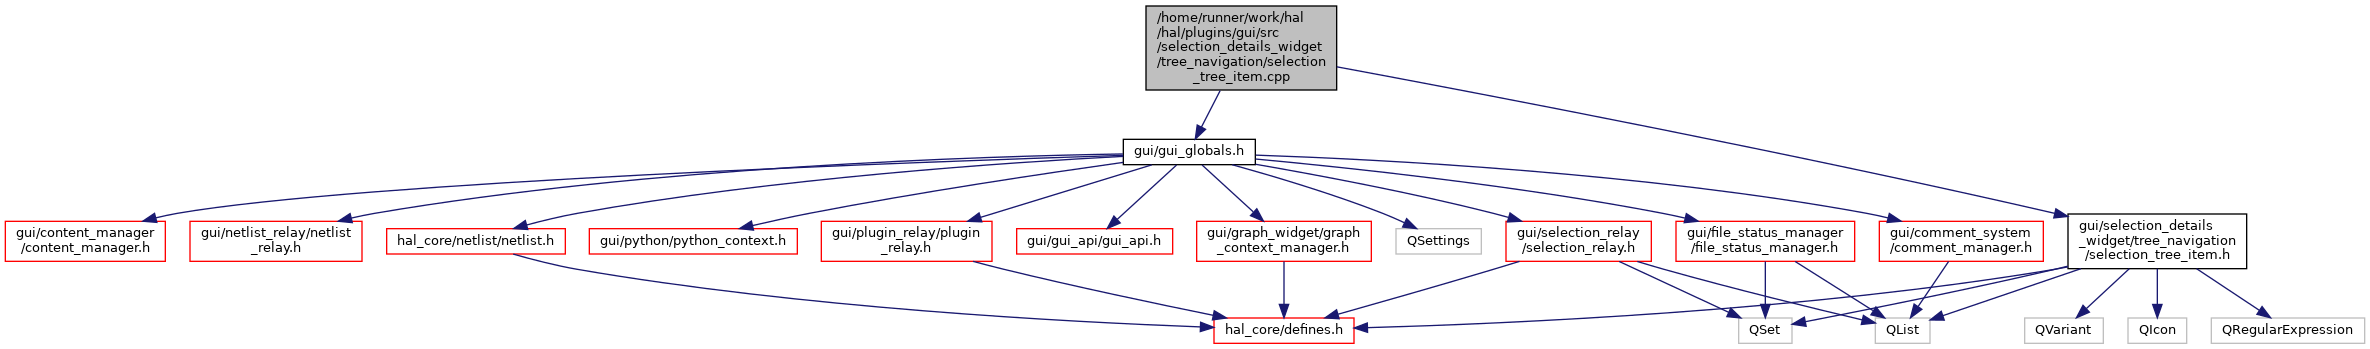 /home/runner/work/hal
/hal/plugins/gui/src
/selection_details_widget
/tree_navigation/selection
_tree_item.cpp
gui/gui_globals.h
gui/content_manager
/content_manager.h
gui/netlist_relay/netlist
_relay.h
hal_core/netlist/netlist.h
gui/python/python_context.h
gui/plugin_relay/plugin
_relay.h
gui/gui_api/gui_api.h
gui/graph_widget/graph
_context_manager.h
QSettings
gui/selection_relay
/selection_relay.h
gui/file_status_manager
/file_status_manager.h
gui/comment_system
/comment_manager.h
gui/selection_details
_widget/tree_navigation
/selection_tree_item.h
hal_core/defines.h
QSet
QList
QVariant
QIcon
QRegularExpression